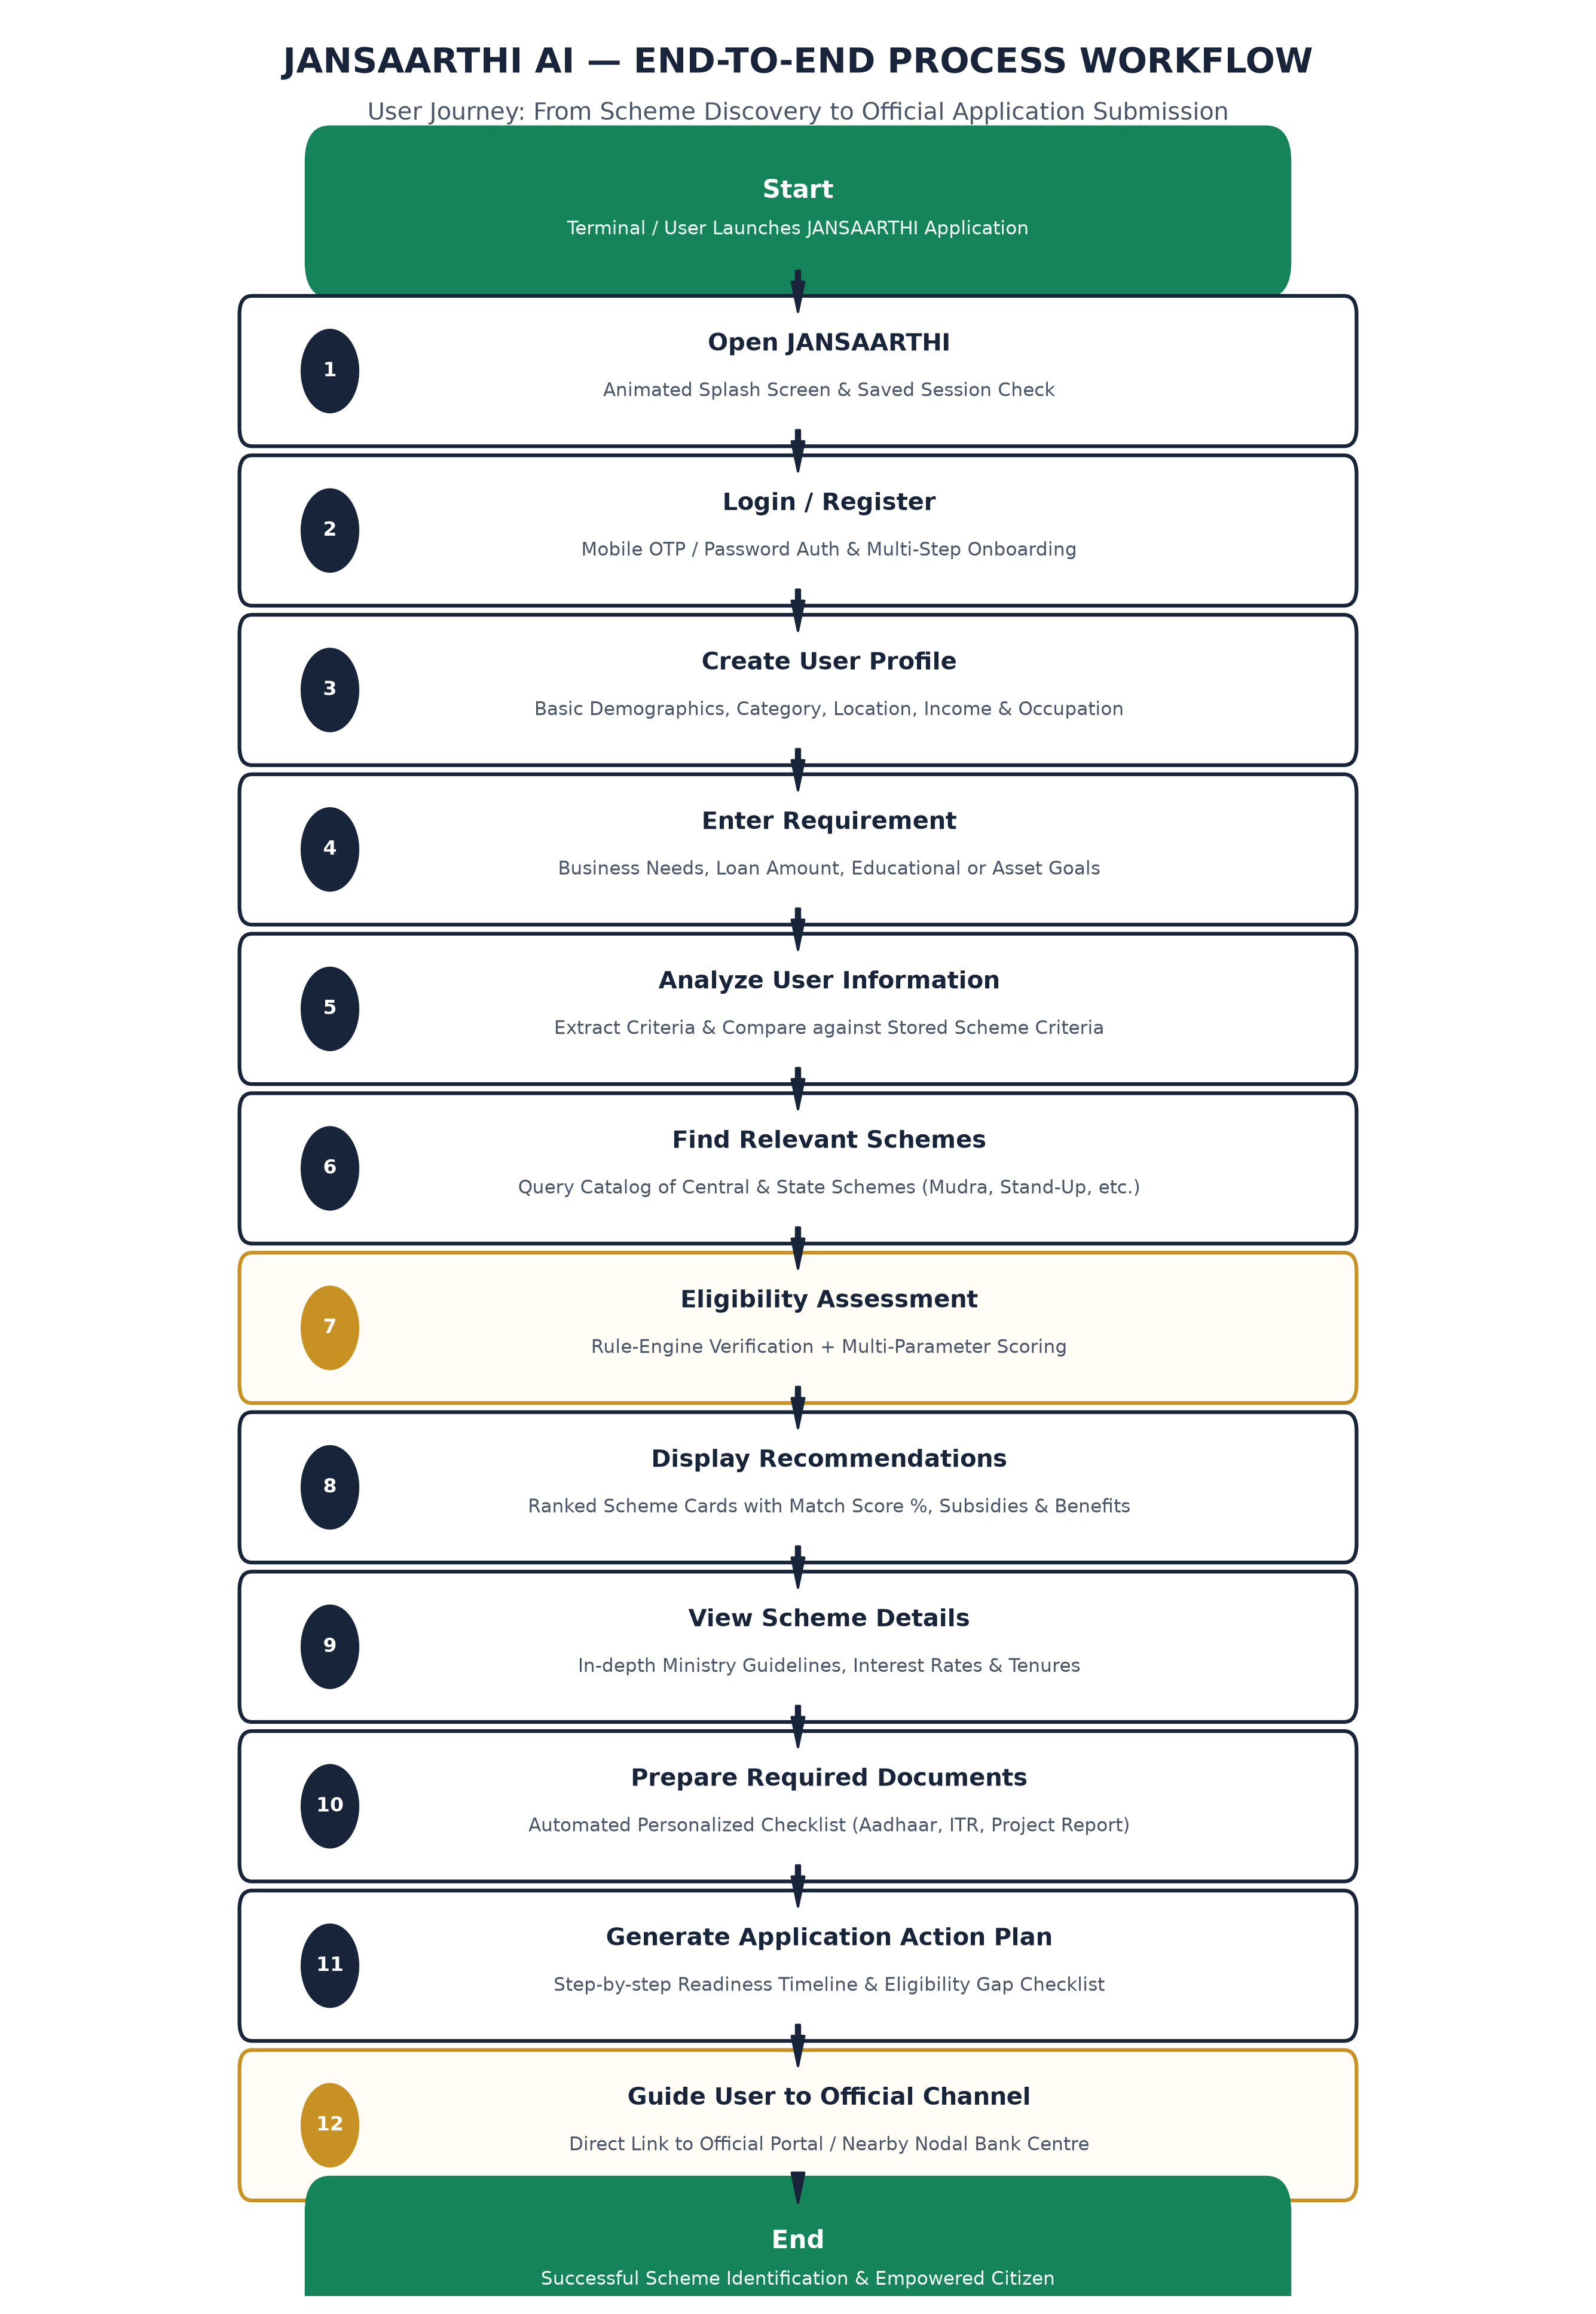 JANSAARTHI AI — END-TO-END PROCESS WORKFLOW
User Journey: From Scheme Discovery to Official Application Submission
Start
Terminal / User Launches JANSAARTHI Application
1
Open JANSAARTHI
Animated Splash Screen & Saved Session Check
2
Login / Register
Mobile OTP / Password Auth & Multi-Step Onboarding
3
Create User Profile
Basic Demographics, Category, Location, Income & Occupation
4
Enter Requirement
Business Needs, Loan Amount, Educational or Asset Goals
5
Analyze User Information
Extract Criteria & Compare against Stored Scheme Criteria
6
Find Relevant Schemes
Query Catalog of Central & State Schemes (Mudra, Stand-Up, etc.)
7
Eligibility Assessment
Rule-Engine Verification + Multi-Parameter Scoring
8
Display Recommendations
Ranked Scheme Cards with Match Score %, Subsidies & Benefits
9
View Scheme Details
In-depth Ministry Guidelines, Interest Rates & Tenures
10
Prepare Required Documents
Automated Personalized Checklist (Aadhaar, ITR, Project Report)
11
Generate Application Action Plan
Step-by-step Readiness Timeline & Eligibility Gap Checklist
12
Guide User to Official Channel
Direct Link to Official Portal / Nearby Nodal Bank Centre
End
Successful Scheme Identification & Empowered Citizen